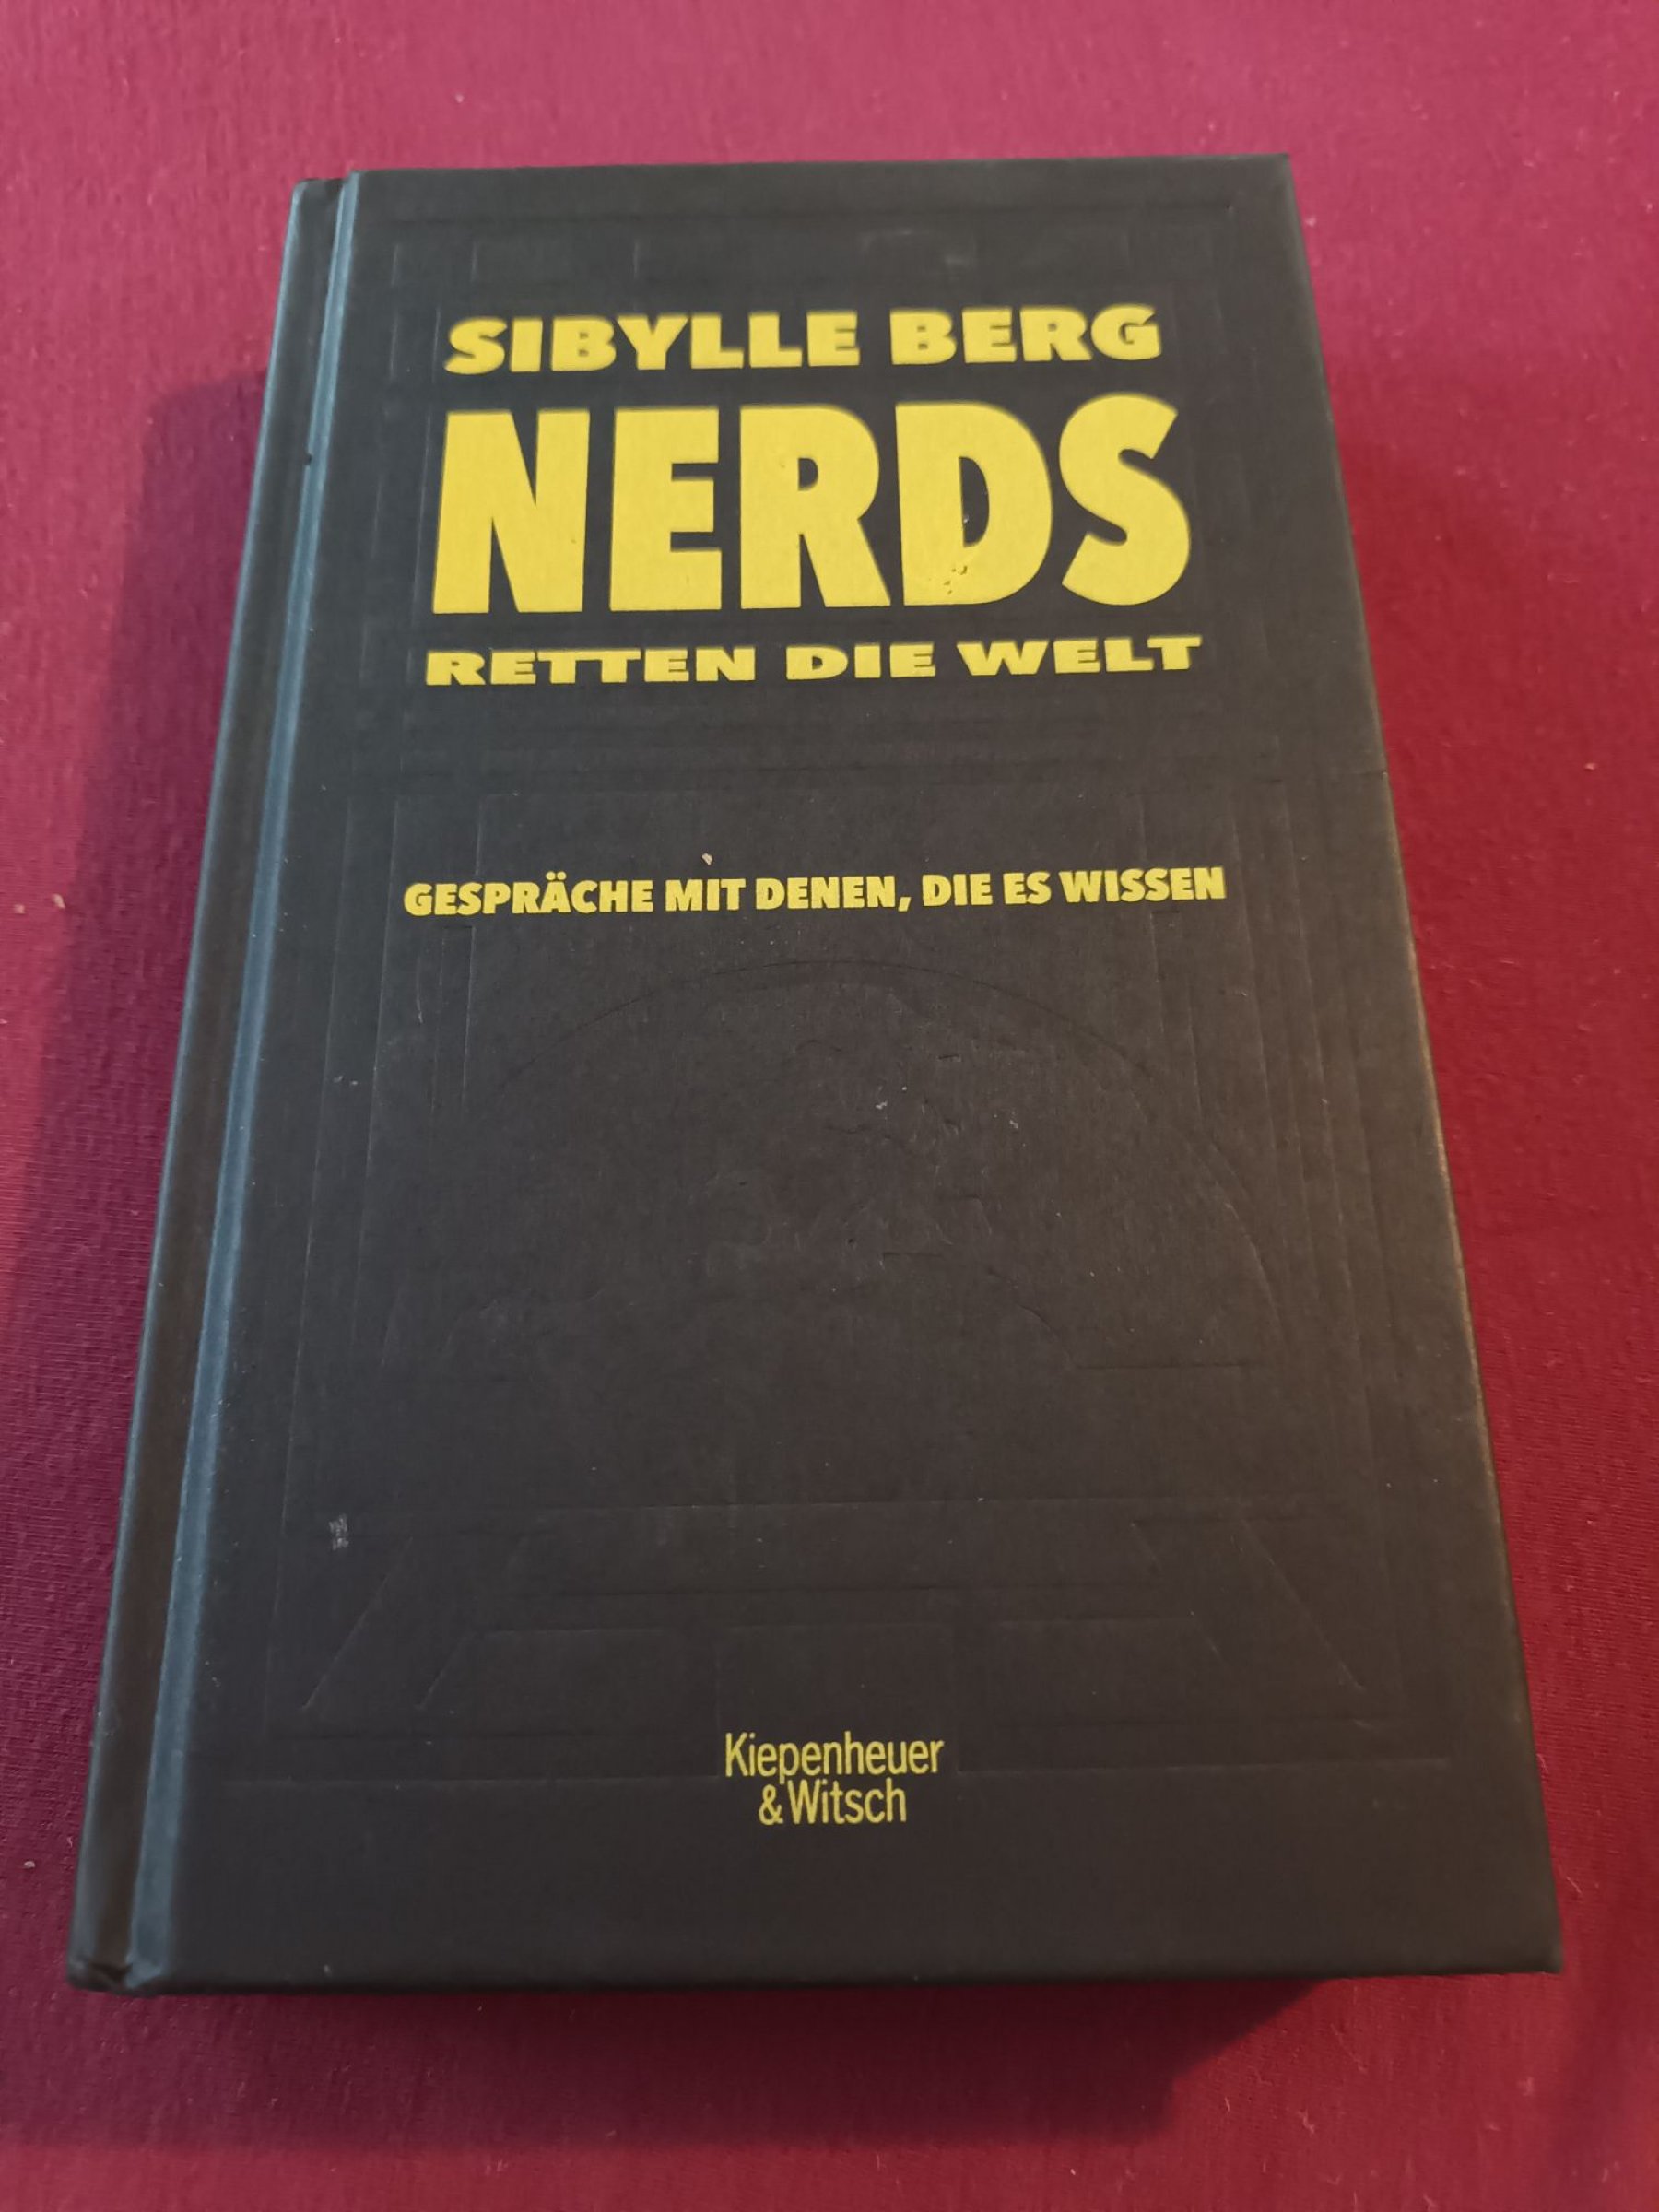 SIBYLLE BERG
NERDS
RETTEN DIE WELT
GESPRÄCHE MIT DENEN, DIE ES WISSEN
Kiepenheuer
&Witsch